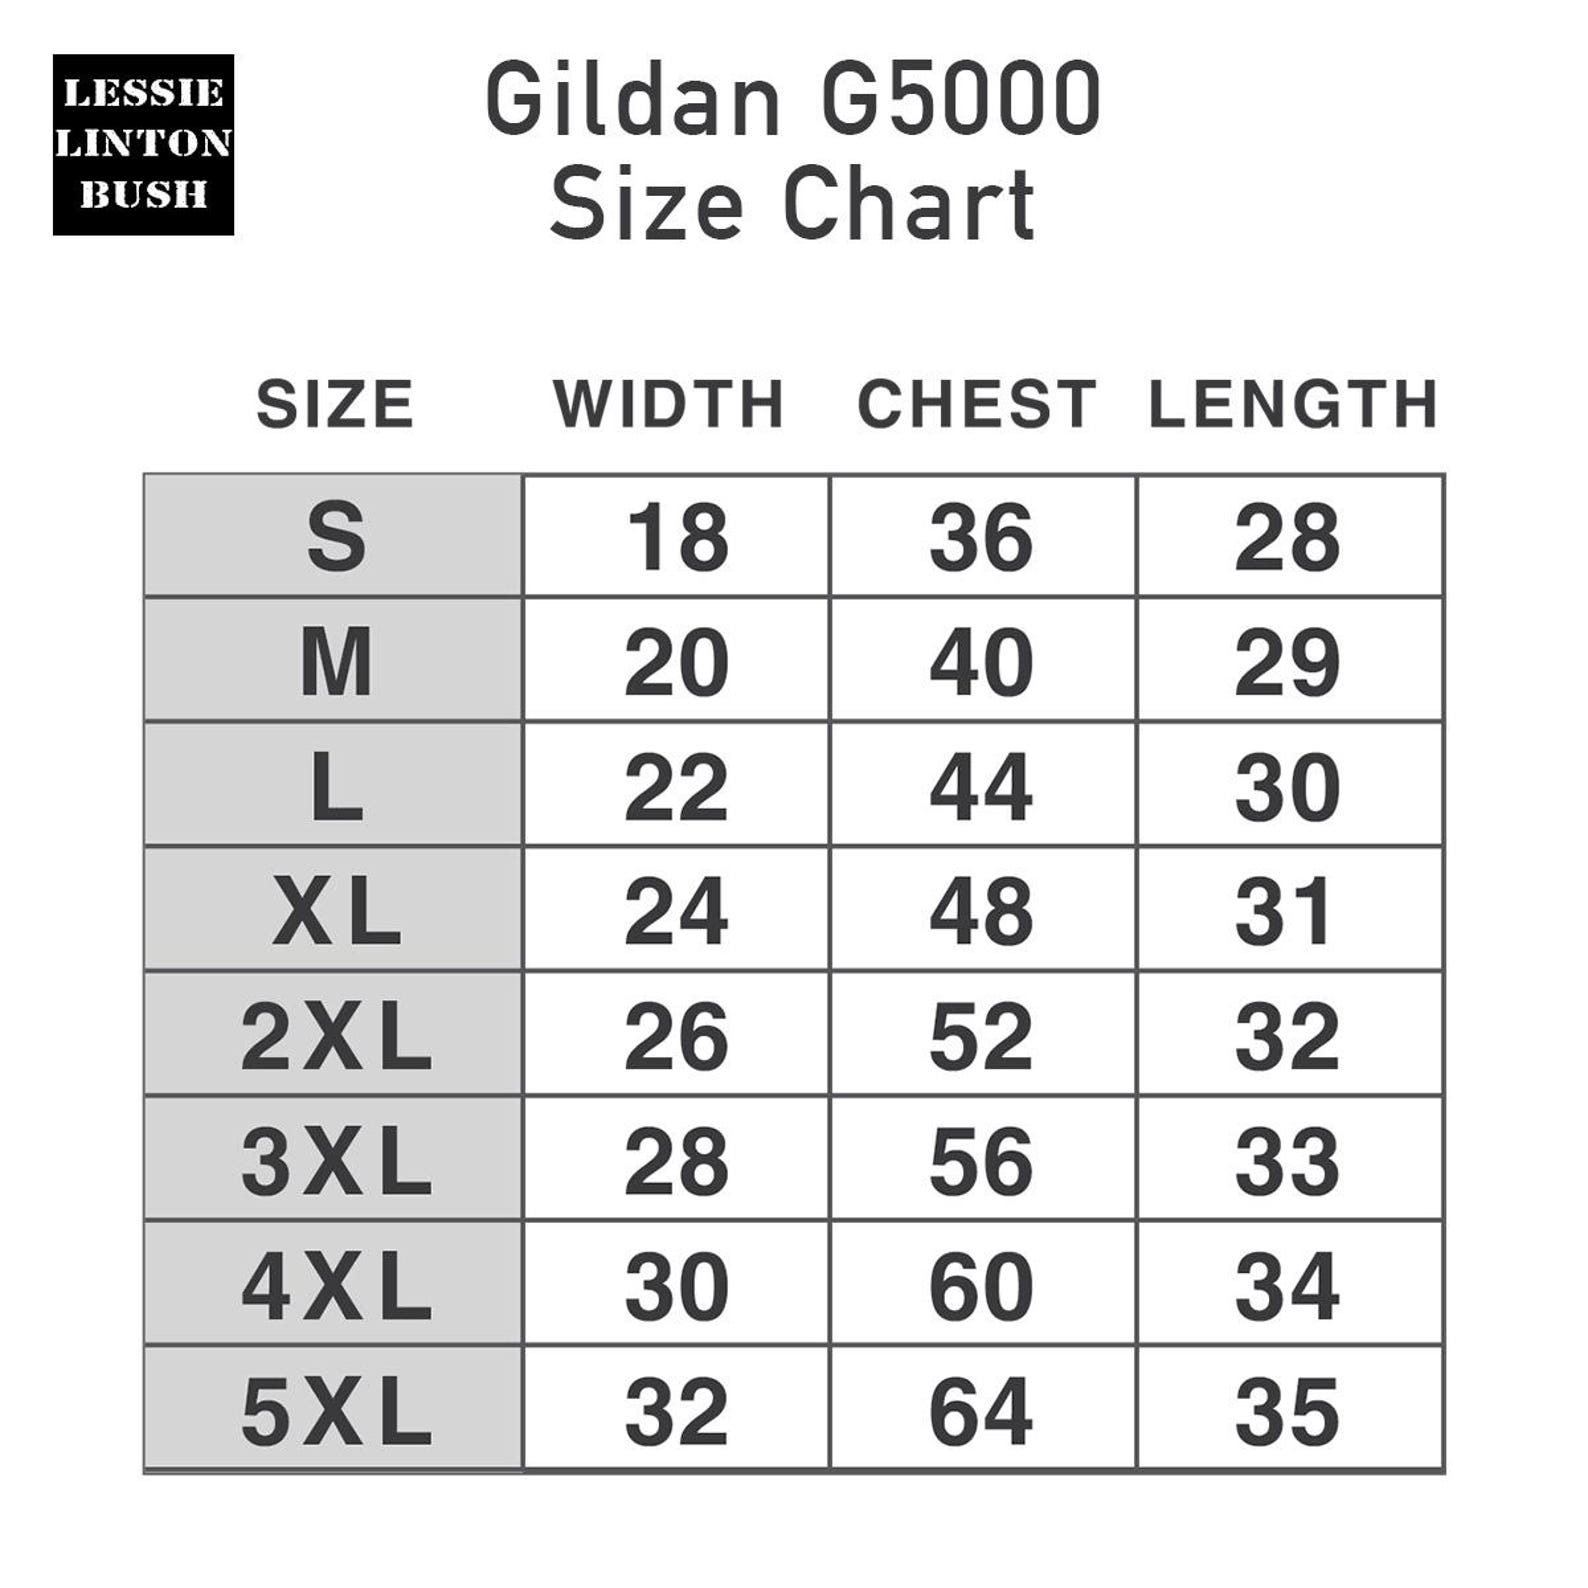 LESSIE
LINTON
BUSH
Gildan G5000
Size Chart
SIZE WIDTH CHEST LENGTH
S 18 36 28
M 20 40 29
L 22 44 30
XL 24 48 31
2XL 26 52 32
3XL 28 56 33
4XL 30 60 34
5XL 32 64 35